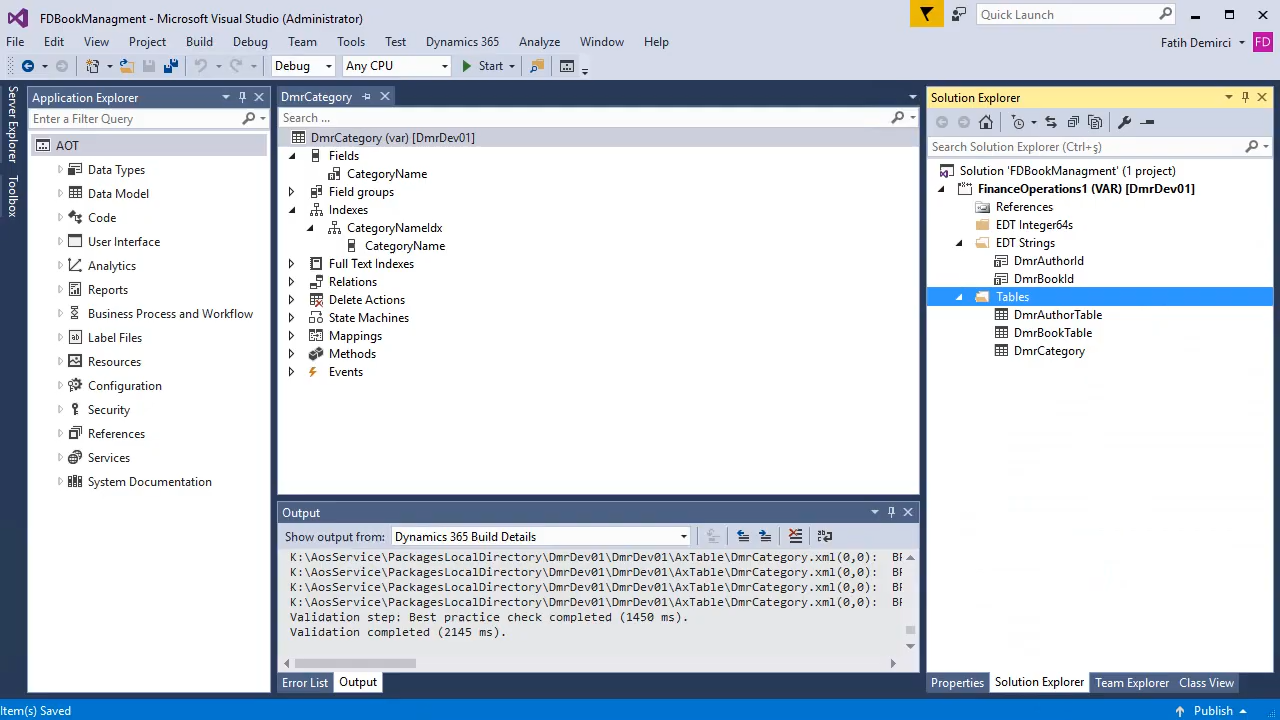 FDBookManagment - Microsoft Visual Studio (Administrator)
Quick Launch
File Edit View Project Build Debug Team Tools Test Dynamics 365 Analyze Window Help
Fatih Demirci
FD
Debug
Any CPU
Start
Server Explorer
Toolbox
Application Explorer
Enter a Filter Query
AOT
Data Types
Data Model
Code
User Interface
Analytics
Reports
Business Process and Workflow
Label Files
Resources
Configuration
Security
References
Services
System Documentation
DmrCategory
Search ...
DmrCategory (var) [DmrDev01]
Fields
CategoryName
Field groups
Indexes
CategoryNameIdx
CategoryName
Full Text Indexes
Relations
Delete Actions
State Machines
Mappings
Methods
Events
Output
Show output from: Dynamics 365 Build Details
K:\AosService\PackagesLocalDirectory\DmrDev01\DmrDev01\AxTable\DmrCategory.xml(0,0): BP
K:\AosService\PackagesLocalDirectory\DmrDev01\DmrDev01\AxTable\DmrCategory.xml(0,0): BP
K:\AosService\PackagesLocalDirectory\DmrDev01\DmrDev01\AxTable\DmrCategory.xml(0,0): BP
K:\AosService\PackagesLocalDirectory\DmrDev01\DmrDev01\AxTable\DmrCategory.xml(0,0): BP
Validation step: Best practice check completed (1450 ms).
Validation completed (2145 ms).
Error List Output
Solution Explorer
Search Solution Explorer (Ctrl+ş)
Solution 'FDBookManagment' (1 project)
FinanceOperations1 (VAR) [DmrDev01]
References
EDT Integer64s
EDT Strings
DmrAuthorId
DmrBookId
Tables
DmrAuthorTable
DmrBookTable
DmrCategory
Properties Solution Explorer Team Explorer Class View
Item(s) Saved
Publish